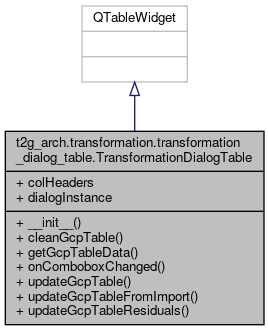 QTableWidget
t2g_arch.transformation.transformation
_dialog_table.TransformationDialogTable
+ colHeaders
+ dialogInstance
+ __init__()
+ cleanGcpTable()
+ getGcpTableData()
+ onComboboxChanged()
+ updateGcpTable()
+ updateGcpTableFromImport()
+ updateGcpTableResiduals()